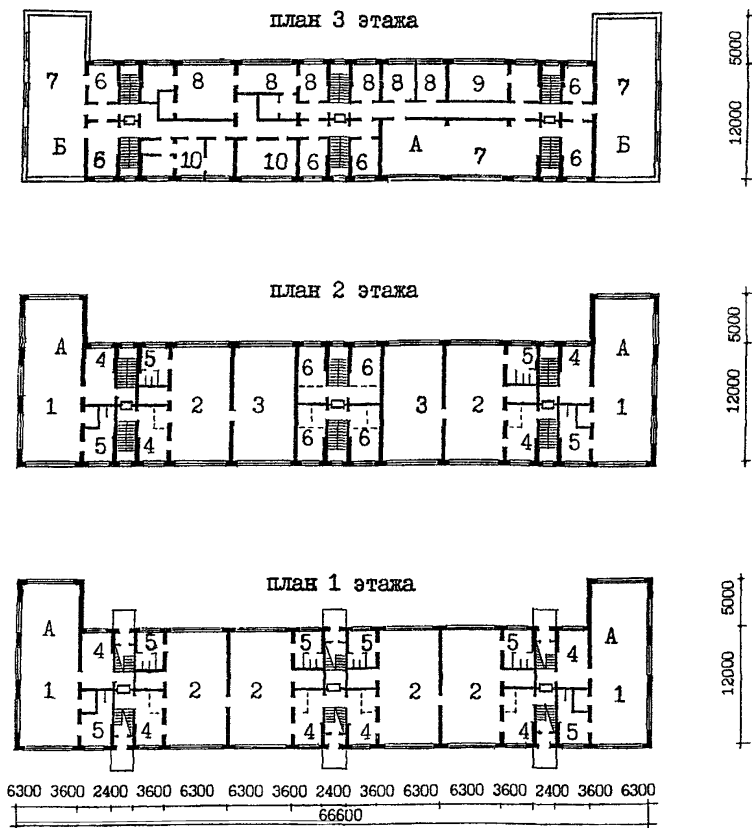 план 3 этажа
5000
12000
7 6 8 8 8 8 8 8 9 6 7
Б А 7 Б
6 10 10 6 6 6
план 2 этажа
5000
12000
А 4 5 6 6 5 4 А
1 2 3 3 2 1
5 4 6 6 4 5
план 1 этажа
5000
12000
А 4 5 5 5 5 4 А
1 2 2 2 2 1
5 4 4 4 4 5
6300 3600 2400 3600 6300 6300 3600 2400 3600 6300 6300 3600 2400 3600 6300
66600